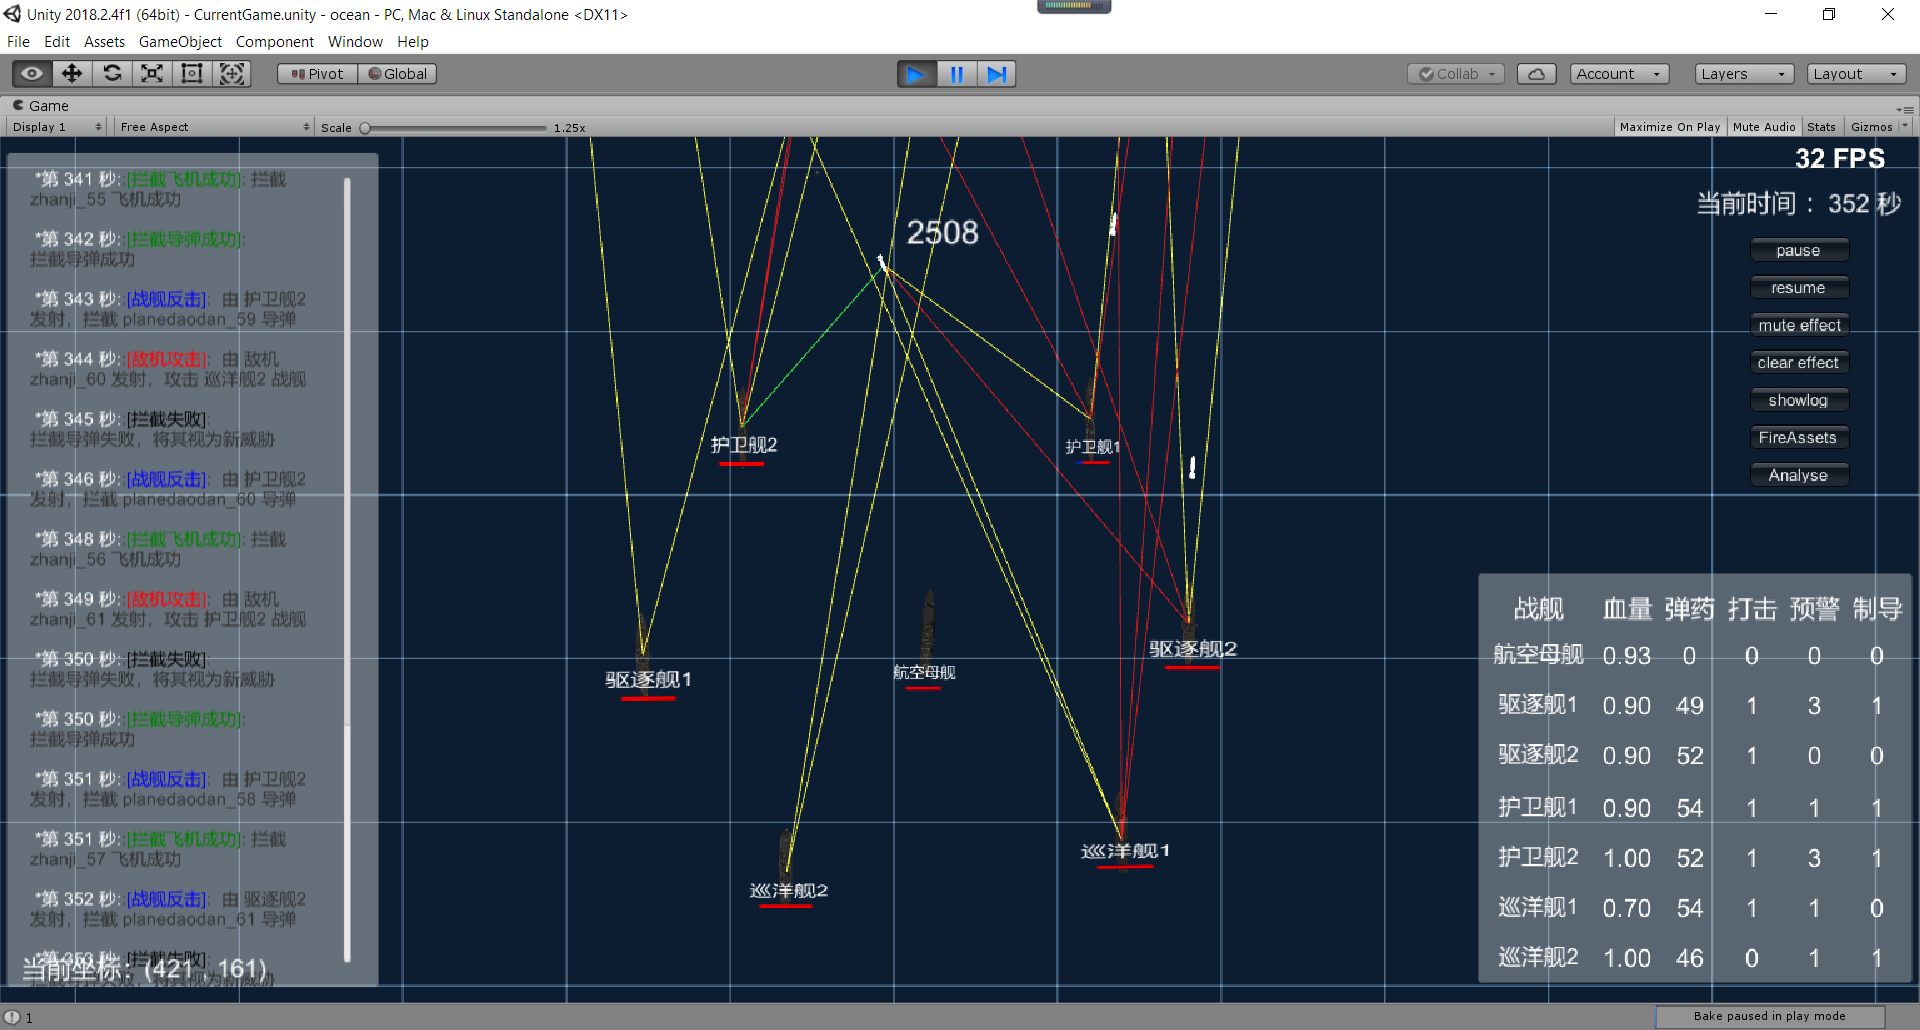 Unity 2018.2.4f1 (64bit) - CurrentGame.unity - ocean - PC, Mac & Linux Standalone <DX11>
File Edit Assets GameObject Component Window Help
Pivot Global Collab Account Layers Layout
Game
Display 1 Free Aspect Scale 1.25x Maximize On Play Mute Audio Stats Gizmos
*第 341 秒: [拦截飞机成功]: 拦截
zhanji_55 飞机成功
*第 342 秒: [拦截导弹成功]:
拦截导弹成功
*第 343 秒: [战舰反击]: 由 护卫舰2
发射，拦截 planedaodan_59 导弹
*第 344 秒: [敌机攻击]: 由 敌机
zhanji_60 发射，攻击 巡洋舰2 战舰
*第 345 秒: [拦截失败]:
拦截导弹失败，将其视为新威胁
*第 346 秒: [战舰反击]: 由 护卫舰2
发射，拦截 planedaodan_60 导弹
*第 348 秒: [拦截飞机成功]: 拦截
zhanji_56 飞机成功
*第 349 秒: [敌机攻击]: 由 敌机
zhanji_61 发射，攻击 护卫舰2 战舰
*第 350 秒: [拦截失败]:
拦截导弹失败，将其视为新威胁
*第 350 秒: [拦截导弹成功]:
拦截导弹成功
*第 351 秒: [战舰反击]: 由 护卫舰2
发射，拦截 planedaodan_58 导弹
*第 351 秒: [拦截飞机成功]: 拦截
zhanji_57 飞机成功
*第 352 秒: [战舰反击]: 由 驱逐舰2
发射，拦截 planedaodan_61 导弹
*第 353 秒: [拦截失败]:
拦截导弹失败，将其视为新威胁
当前坐标： (421 , 161)
2508
护卫舰2
护卫舰1
驱逐舰2
航空母舰
驱逐舰1
巡洋舰1
巡洋舰2
32 FPS
当前时间 ： 352 秒
pause
resume
mute effect
clear effect
showlog
FireAssets
Analyse
战舰 血量 弹药 打击 预警 制导
航空母舰 0.93 0 0 0 0
驱逐舰1 0.90 49 1 3 1
驱逐舰2 0.90 52 1 0 0
护卫舰1 0.90 54 1 1 1
护卫舰2 1.00 52 1 3 1
巡洋舰1 0.70 54 1 1 0
巡洋舰2 1.00 46 0 1 1
1
Bake paused in play mode